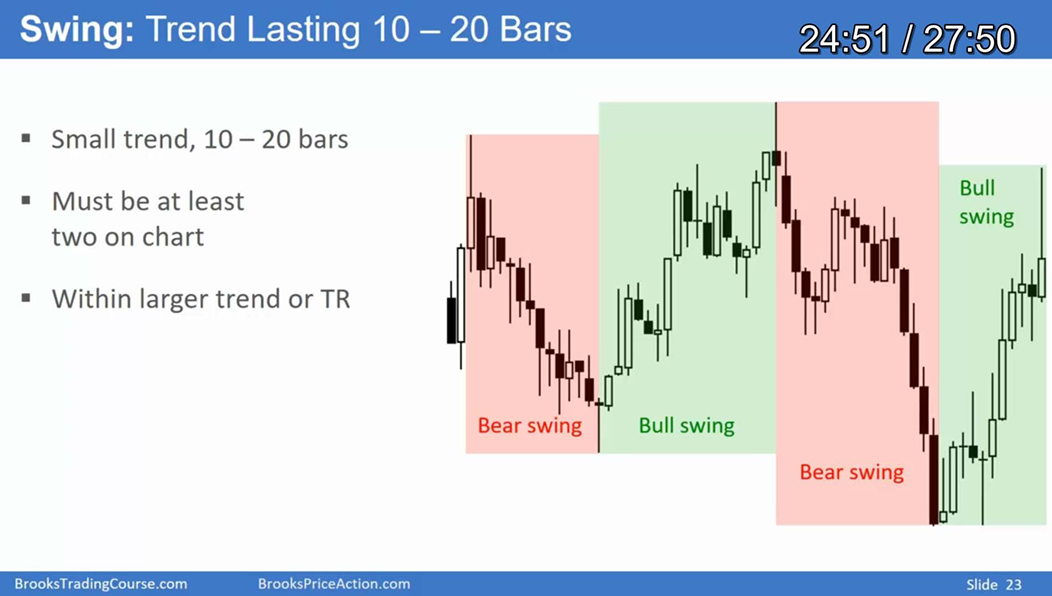 Swing: Trend Lasting 10 – 20 Bars
24:51 / 27:50
▪ Small trend, 10 – 20 bars
▪ Must be at least
two on chart
▪ Within larger trend or TR
Bear swing
Bull swing
Bear swing
Bull
swing
BrooksTradingCourse.com
BrooksPriceAction.com
Slide 23